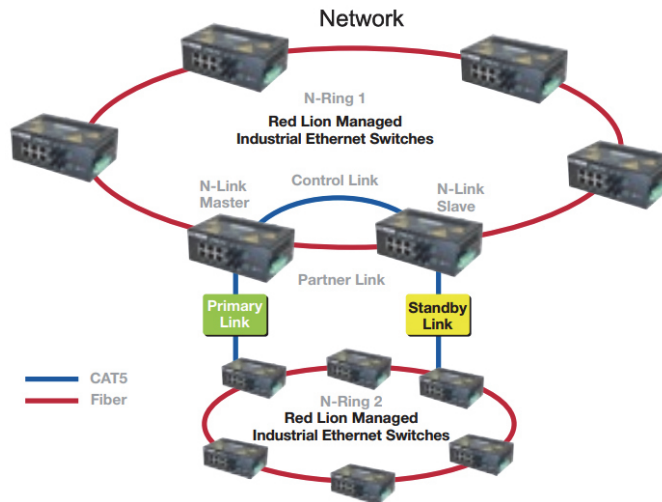 Network
N-Ring 1
Red Lion Managed
Industrial Ethernet Switches
N-Link
Master
Control Link
N-Link
Slave
Partner Link
Primary
Link
Standby
Link
CAT5
Fiber
N-Ring 2
Red Lion Managed
Industrial Ethernet Switches